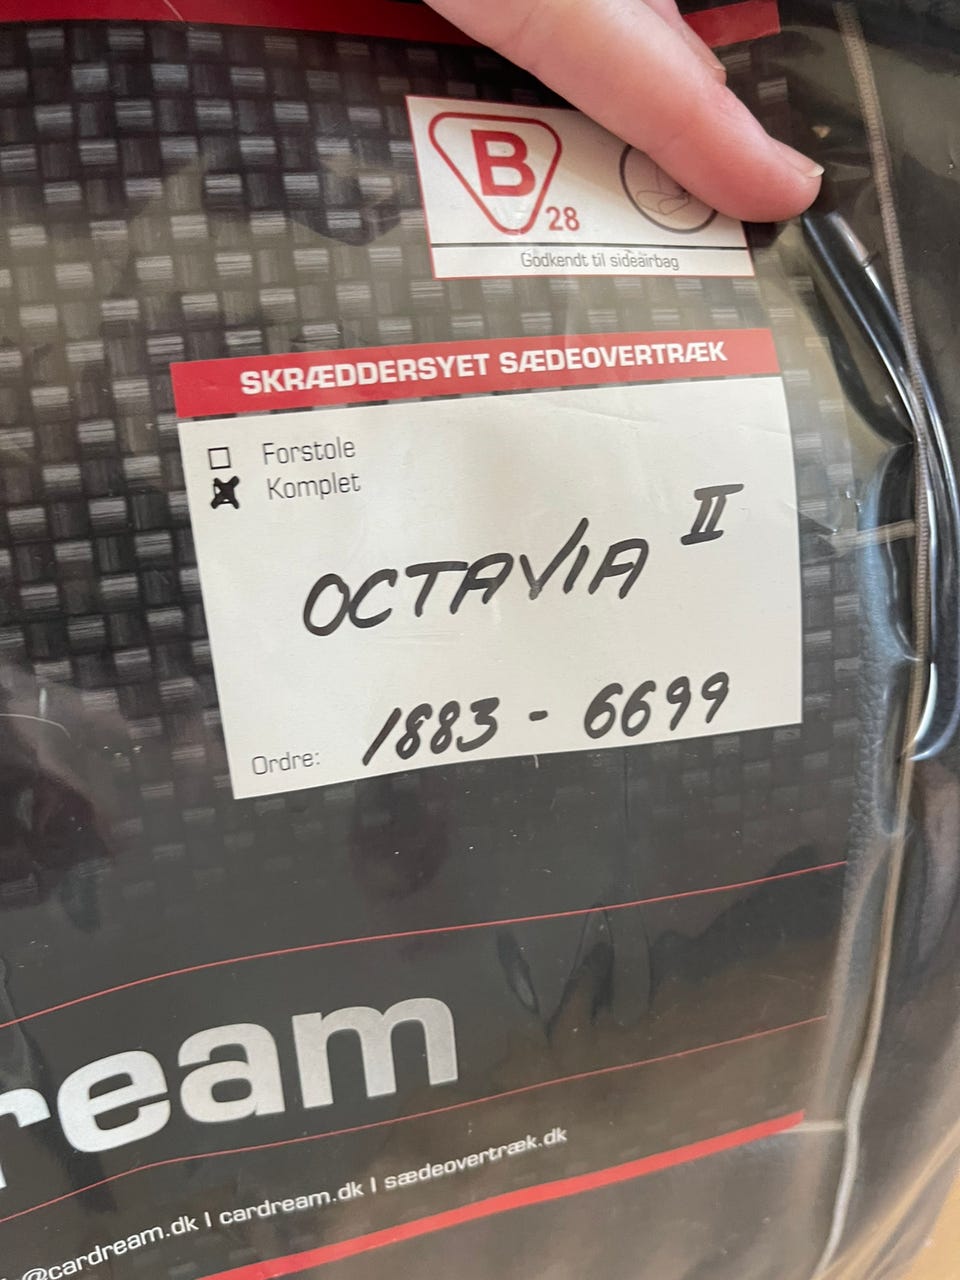 B
28
Godkendt til sideairbag
SKRÆDDERSYET SÆDEOVERTRÆK
Forstole
Komplet
OCTAVIA II
Ordre: 1883 - 6699
ream
@cardream.dk | cardream.dk | sædeovertræk.dk